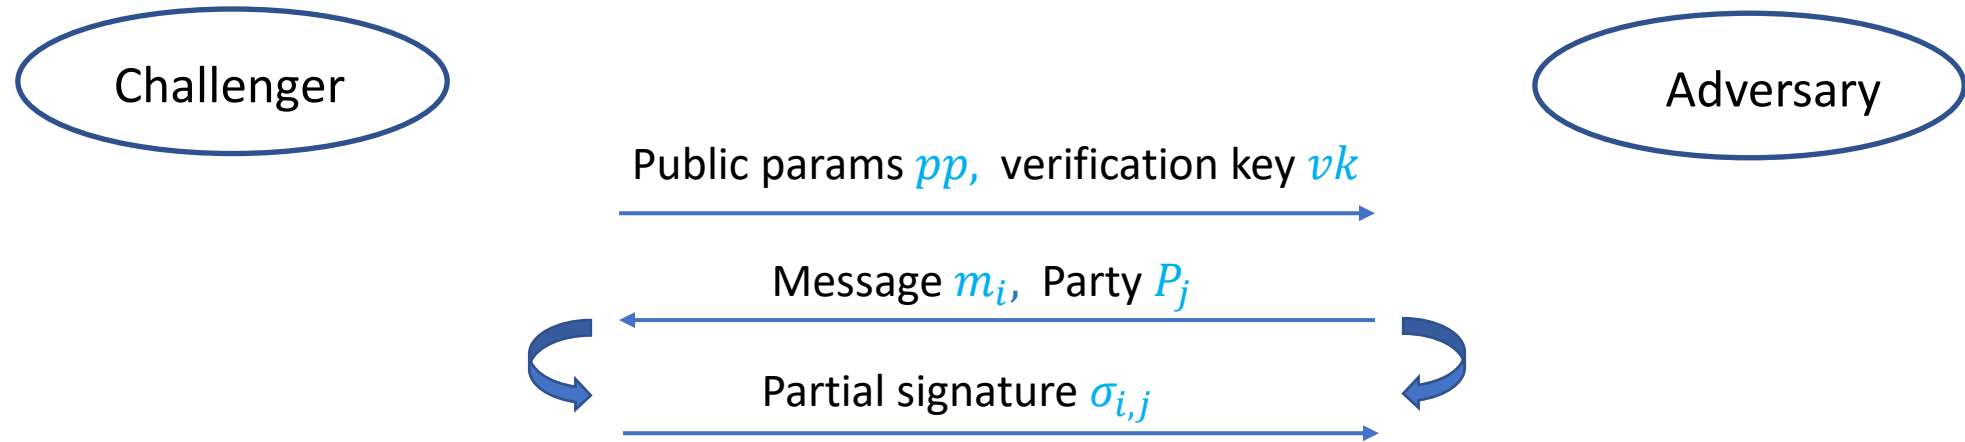 Challenger
Adversary
Public params pp, verification key vk
Message m_i, Party P_j
Partial signature σ_{i,j}